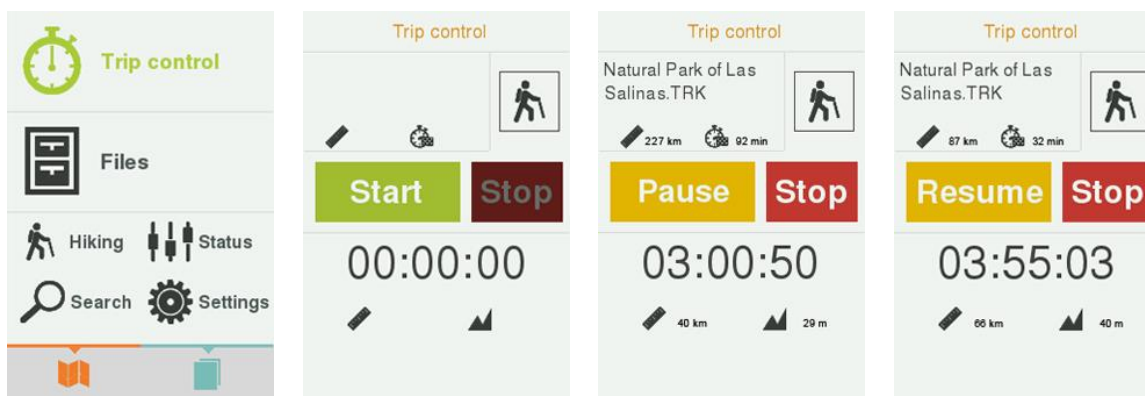 Trip control
Files
Hiking Status
Search Settings
Trip control
Start Stop
00:00:00
Trip control
Natural Park of Las
Salinas.TRK
227 km 92 min
Pause Stop
03:00:50
40 km 29 m
Trip control
Natural Park of Las
Salinas.TRK
87 km 32 min
Resume Stop
03:55:03
66 km 40 m